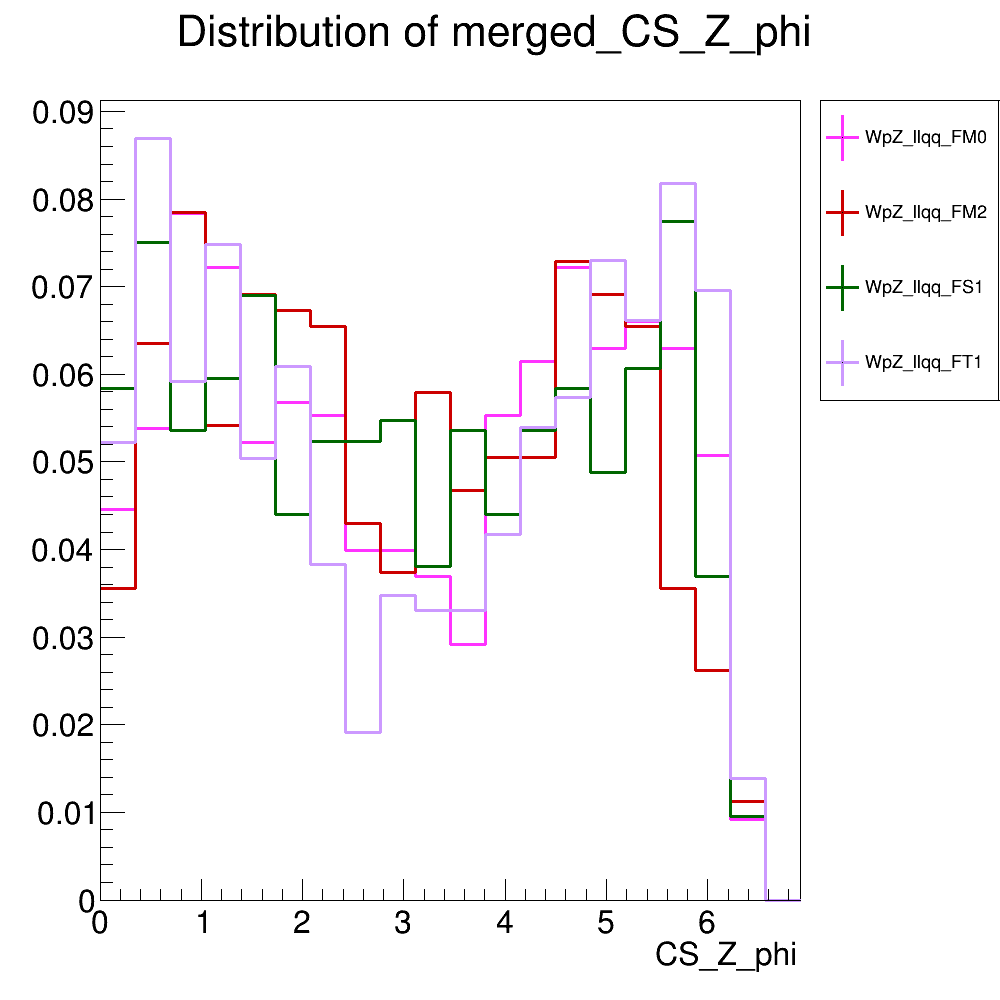 Distribution of merged_CS_Z_phi
0.09
0.08
0.07
0.06
0.05
0.04
0.03
0.02
0.01
0
0 1 2 3 4 5 6
CS_Z_phi
WpZ_llqq_FM0
WpZ_llqq_FM2
WpZ_llqq_FS1
WpZ_llqq_FT1